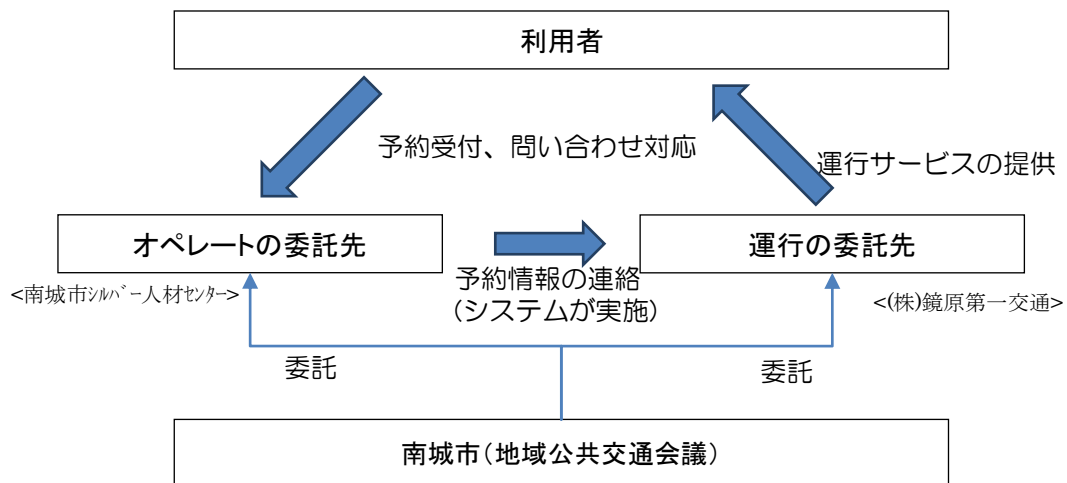 利用者
予約受付、問い合わせ対応
運行サービスの提供
オペレートの委託先
運行の委託先
<南城市ｼﾙﾊﾞｰ人材ｾﾝﾀｰ>
予約情報の連絡
(システムが実施)
<(株)鏡原第一交通>
委託
委託
南城市（地域公共交通会議）